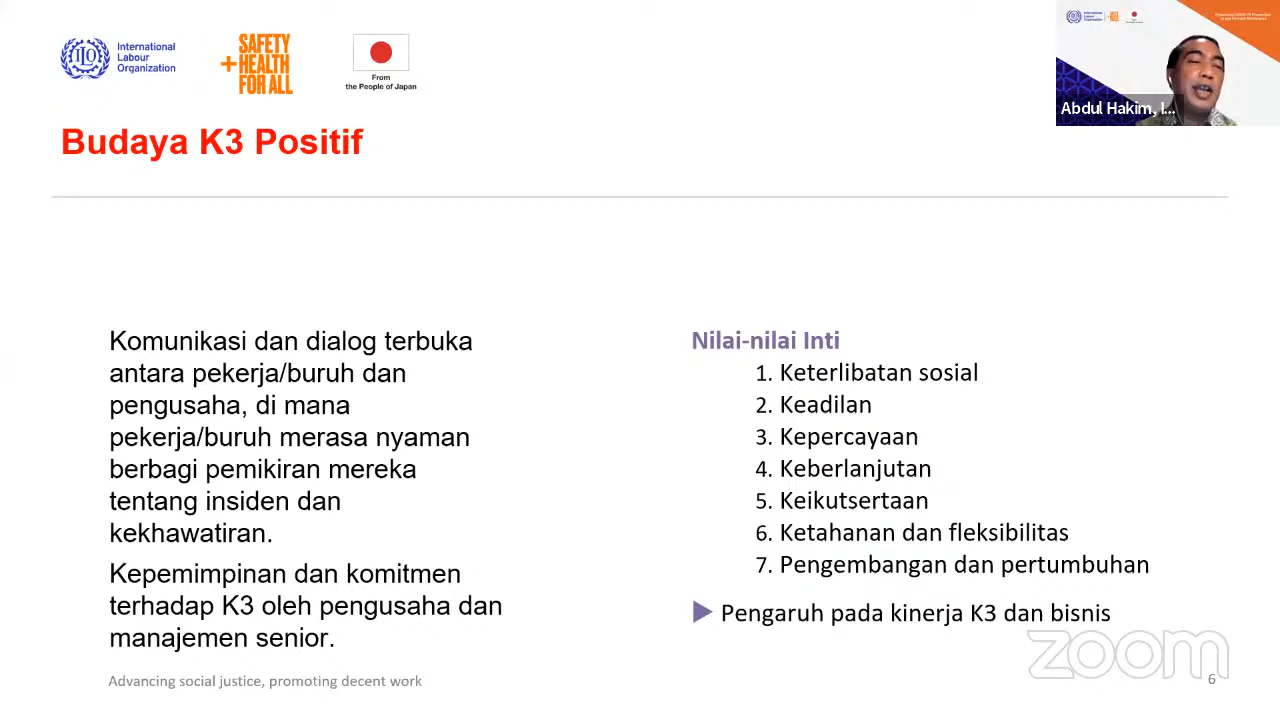 International
Labour
Organization
SAFETY
+HEALTH
FOR ALL
From
the People of Japan
Abdul Hakim, I...
Budaya K3 Positif
Komunikasi dan dialog terbuka
antara pekerja/buruh dan
pengusaha, di mana
pekerja/buruh merasa nyaman
berbagi pemikiran mereka
tentang insiden dan
kekhawatiran.
Kepemimpinan dan komitmen
terhadap K3 oleh pengusaha dan
manajemen senior.
Nilai-nilai Inti
1. Keterlibatan sosial
2. Keadilan
3. Kepercayaan
4. Keberlanjutan
5. Keikutsertaan
6. Ketahanan dan fleksibilitas
7. Pengembangan dan pertumbuhan
Pengaruh pada kinerja K3 dan bisnis
zoom
Advancing social justice, promoting decent work
6